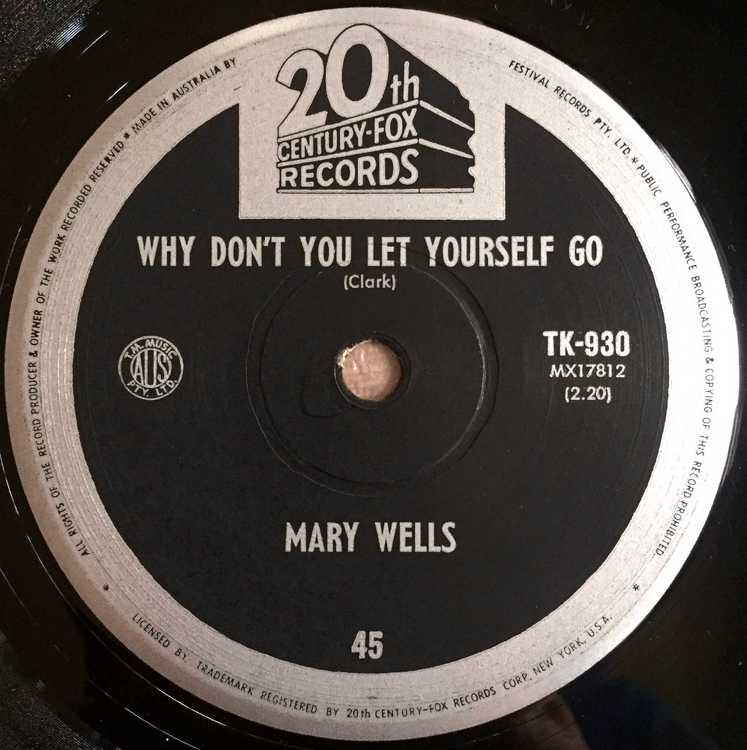 20th
CENTURY-FOX
RECORDS
ALL RIGHTS OF THE RECORD PRODUCER & OWNER OF THE WORK RECORDED RESERVED * MADE IN AUSTRALIA BY
FESTIVAL RECORDS PTY. LTD. * PUBLIC PERFORMANCE BROADCASTING & COPYING OF THIS RECORD PROHIBITED
WHY DON'T YOU LET YOURSELF GO
(Clark)
T.M. MUSIC
AUS
PTY. LTD.
TK-930
MX17812
(2.20)
MARY WELLS
45
* LICENSED BY, TRADEMARK REGISTERED BY 20th CENTURY-FOX RECORDS CORP. NEW YORK, U.S.A. *